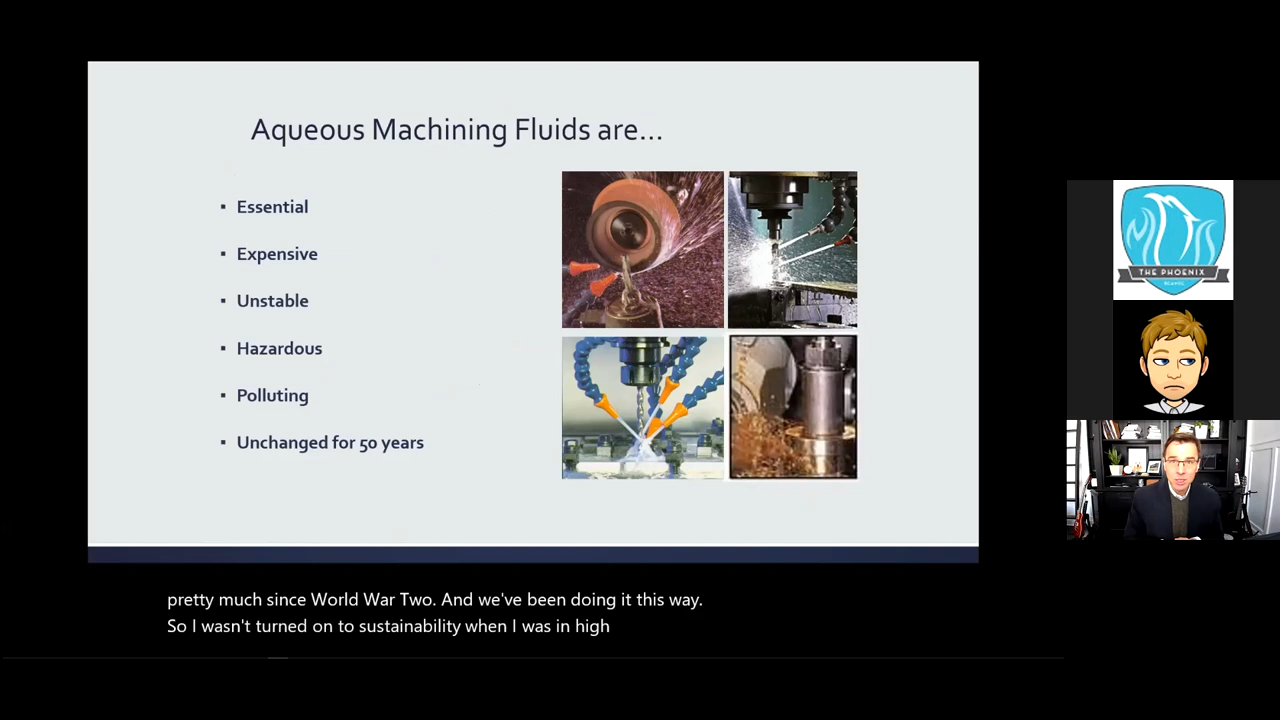 Aqueous Machining Fluids are...
▪ Essential
▪ Expensive
▪ Unstable
▪ Hazardous
▪ Polluting
▪ Unchanged for 50 years
THE PHOENIX
pretty much since World War Two. And we've been doing it this way.
So I wasn't turned on to sustainability when I was in high